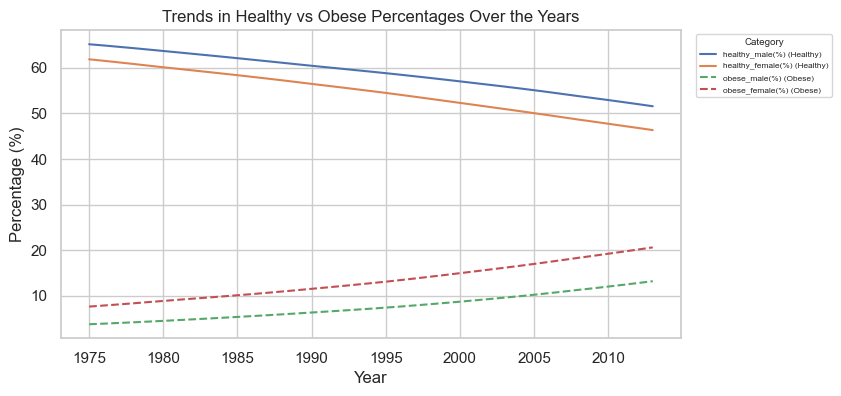 Trends in Healthy vs Obese Percentages Over the Years
Category
healthy_male(%) (Healthy)
healthy_female(%) (Healthy)
obese_male(%) (Obese)
obese_female(%) (Obese)
Percentage (%)
60
50
40
30
20
10
1975 1980 1985 1990 1995 2000 2005 2010
Year